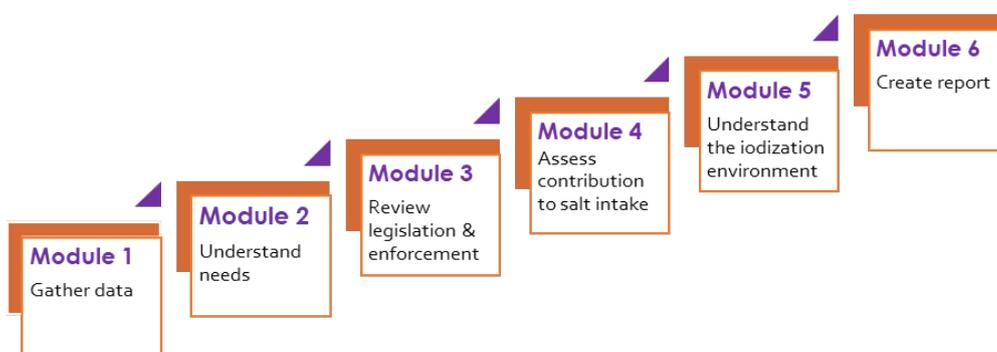 Module 1
Gather data
Module 2
Understand
needs
Module 3
Review
legislation &
enforcement
Module 4
Assess
contribution
to salt intake
Module 5
Understand
the iodization
environment
Module 6
Create report